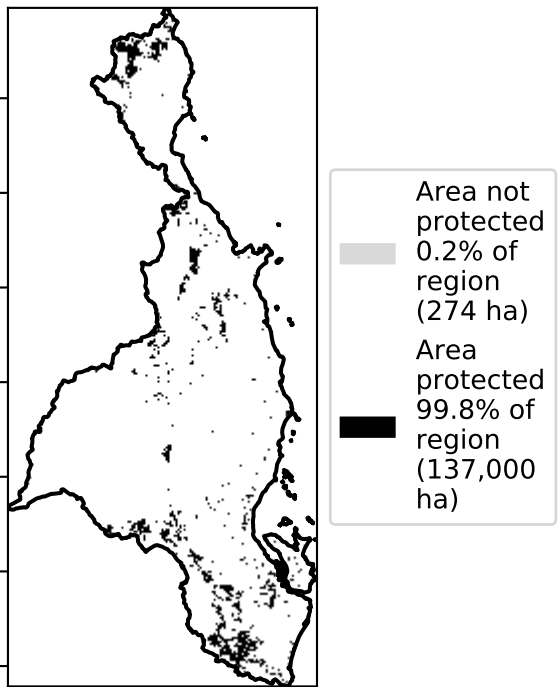 Area not
protected
0.2% of
region
(274 ha)
Area
protected
99.8% of
region
(137,000
ha)